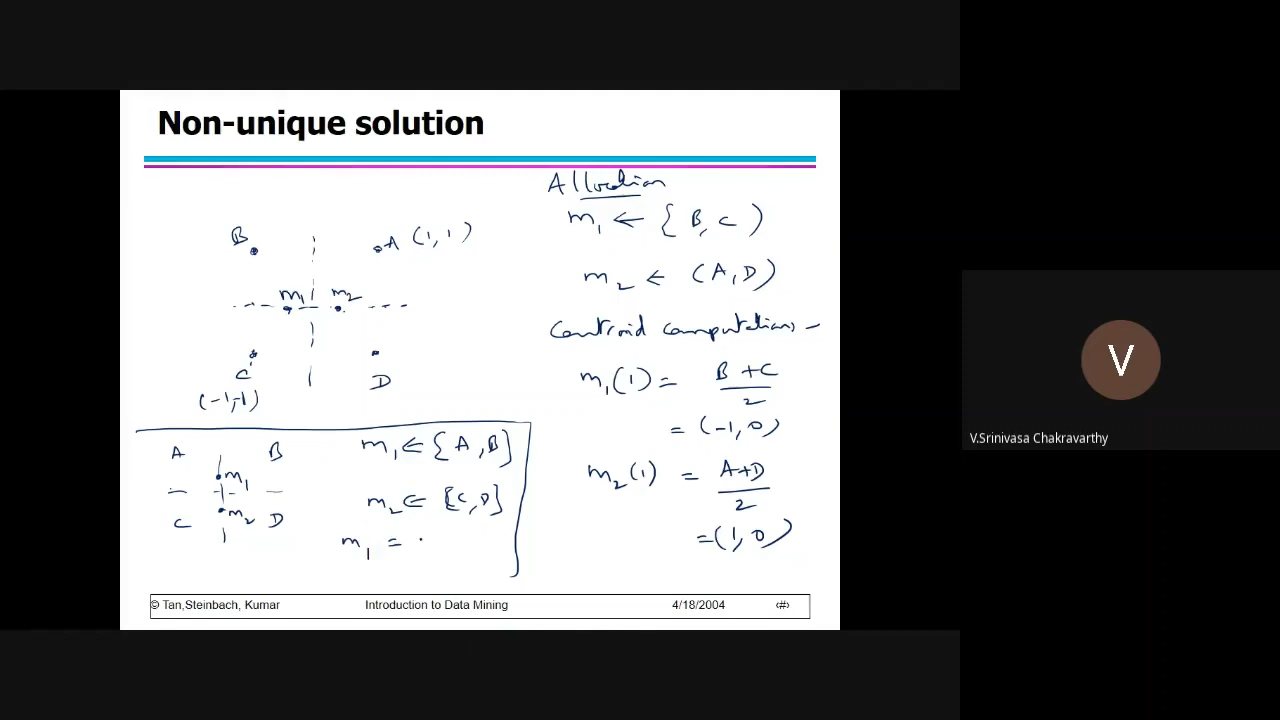 Non-unique solution
B
A (1, 1)
m1 m2
C
D
(-1,-1)
Allocation
m1 ← { B, C )
m2 ← (A, D)
Centroid computation -
m1(1) = B + C
2
= (-1, 0)
m2(1) = A+D
2
=(1, 0)
A B
m1
m2
C D
m1 ← {A, B]
m2 ← {C, D]
m1 =
© Tan,Steinbach, Kumar Introduction to Data Mining 4/18/2004 ‹#›
V
V.Srinivasa Chakravarthy